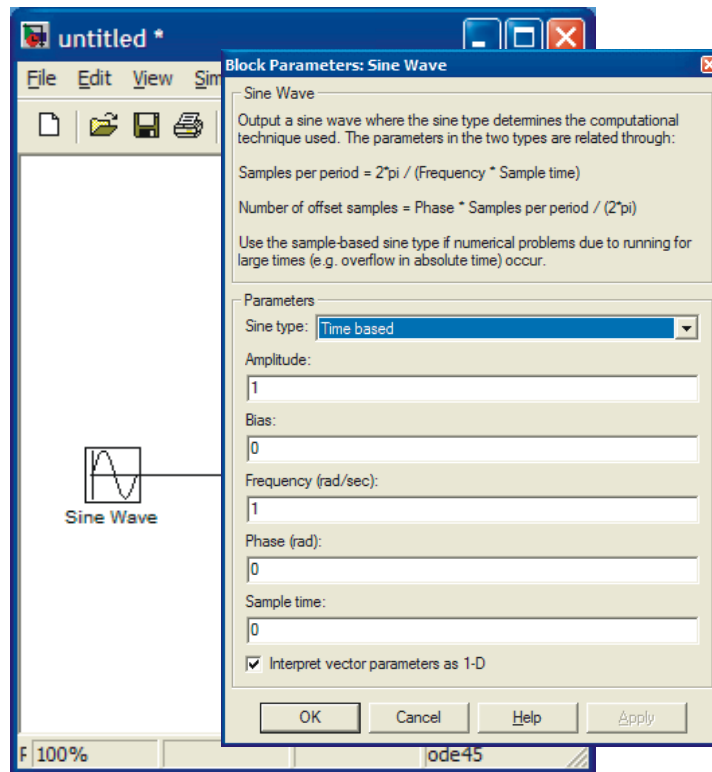 untitled *
File Edit View Sim
Sine Wave
F 100%
ode45
Block Parameters: Sine Wave
Sine Wave
Output a sine wave where the sine type determines the computational
technique used. The parameters in the two types are related through:
Samples per period = 2*pi / (Frequency * Sample time)
Number of offset samples = Phase * Samples per period / (2*pi)
Use the sample-based sine type if numerical problems due to running for
large times (e.g. overflow in absolute time) occur.
Parameters
Sine type: Time based
Amplitude:
1
Bias:
0
Frequency (rad/sec):
1
Phase (rad):
0
Sample time:
0
Interpret vector parameters as 1-D
OK Cancel Help Apply